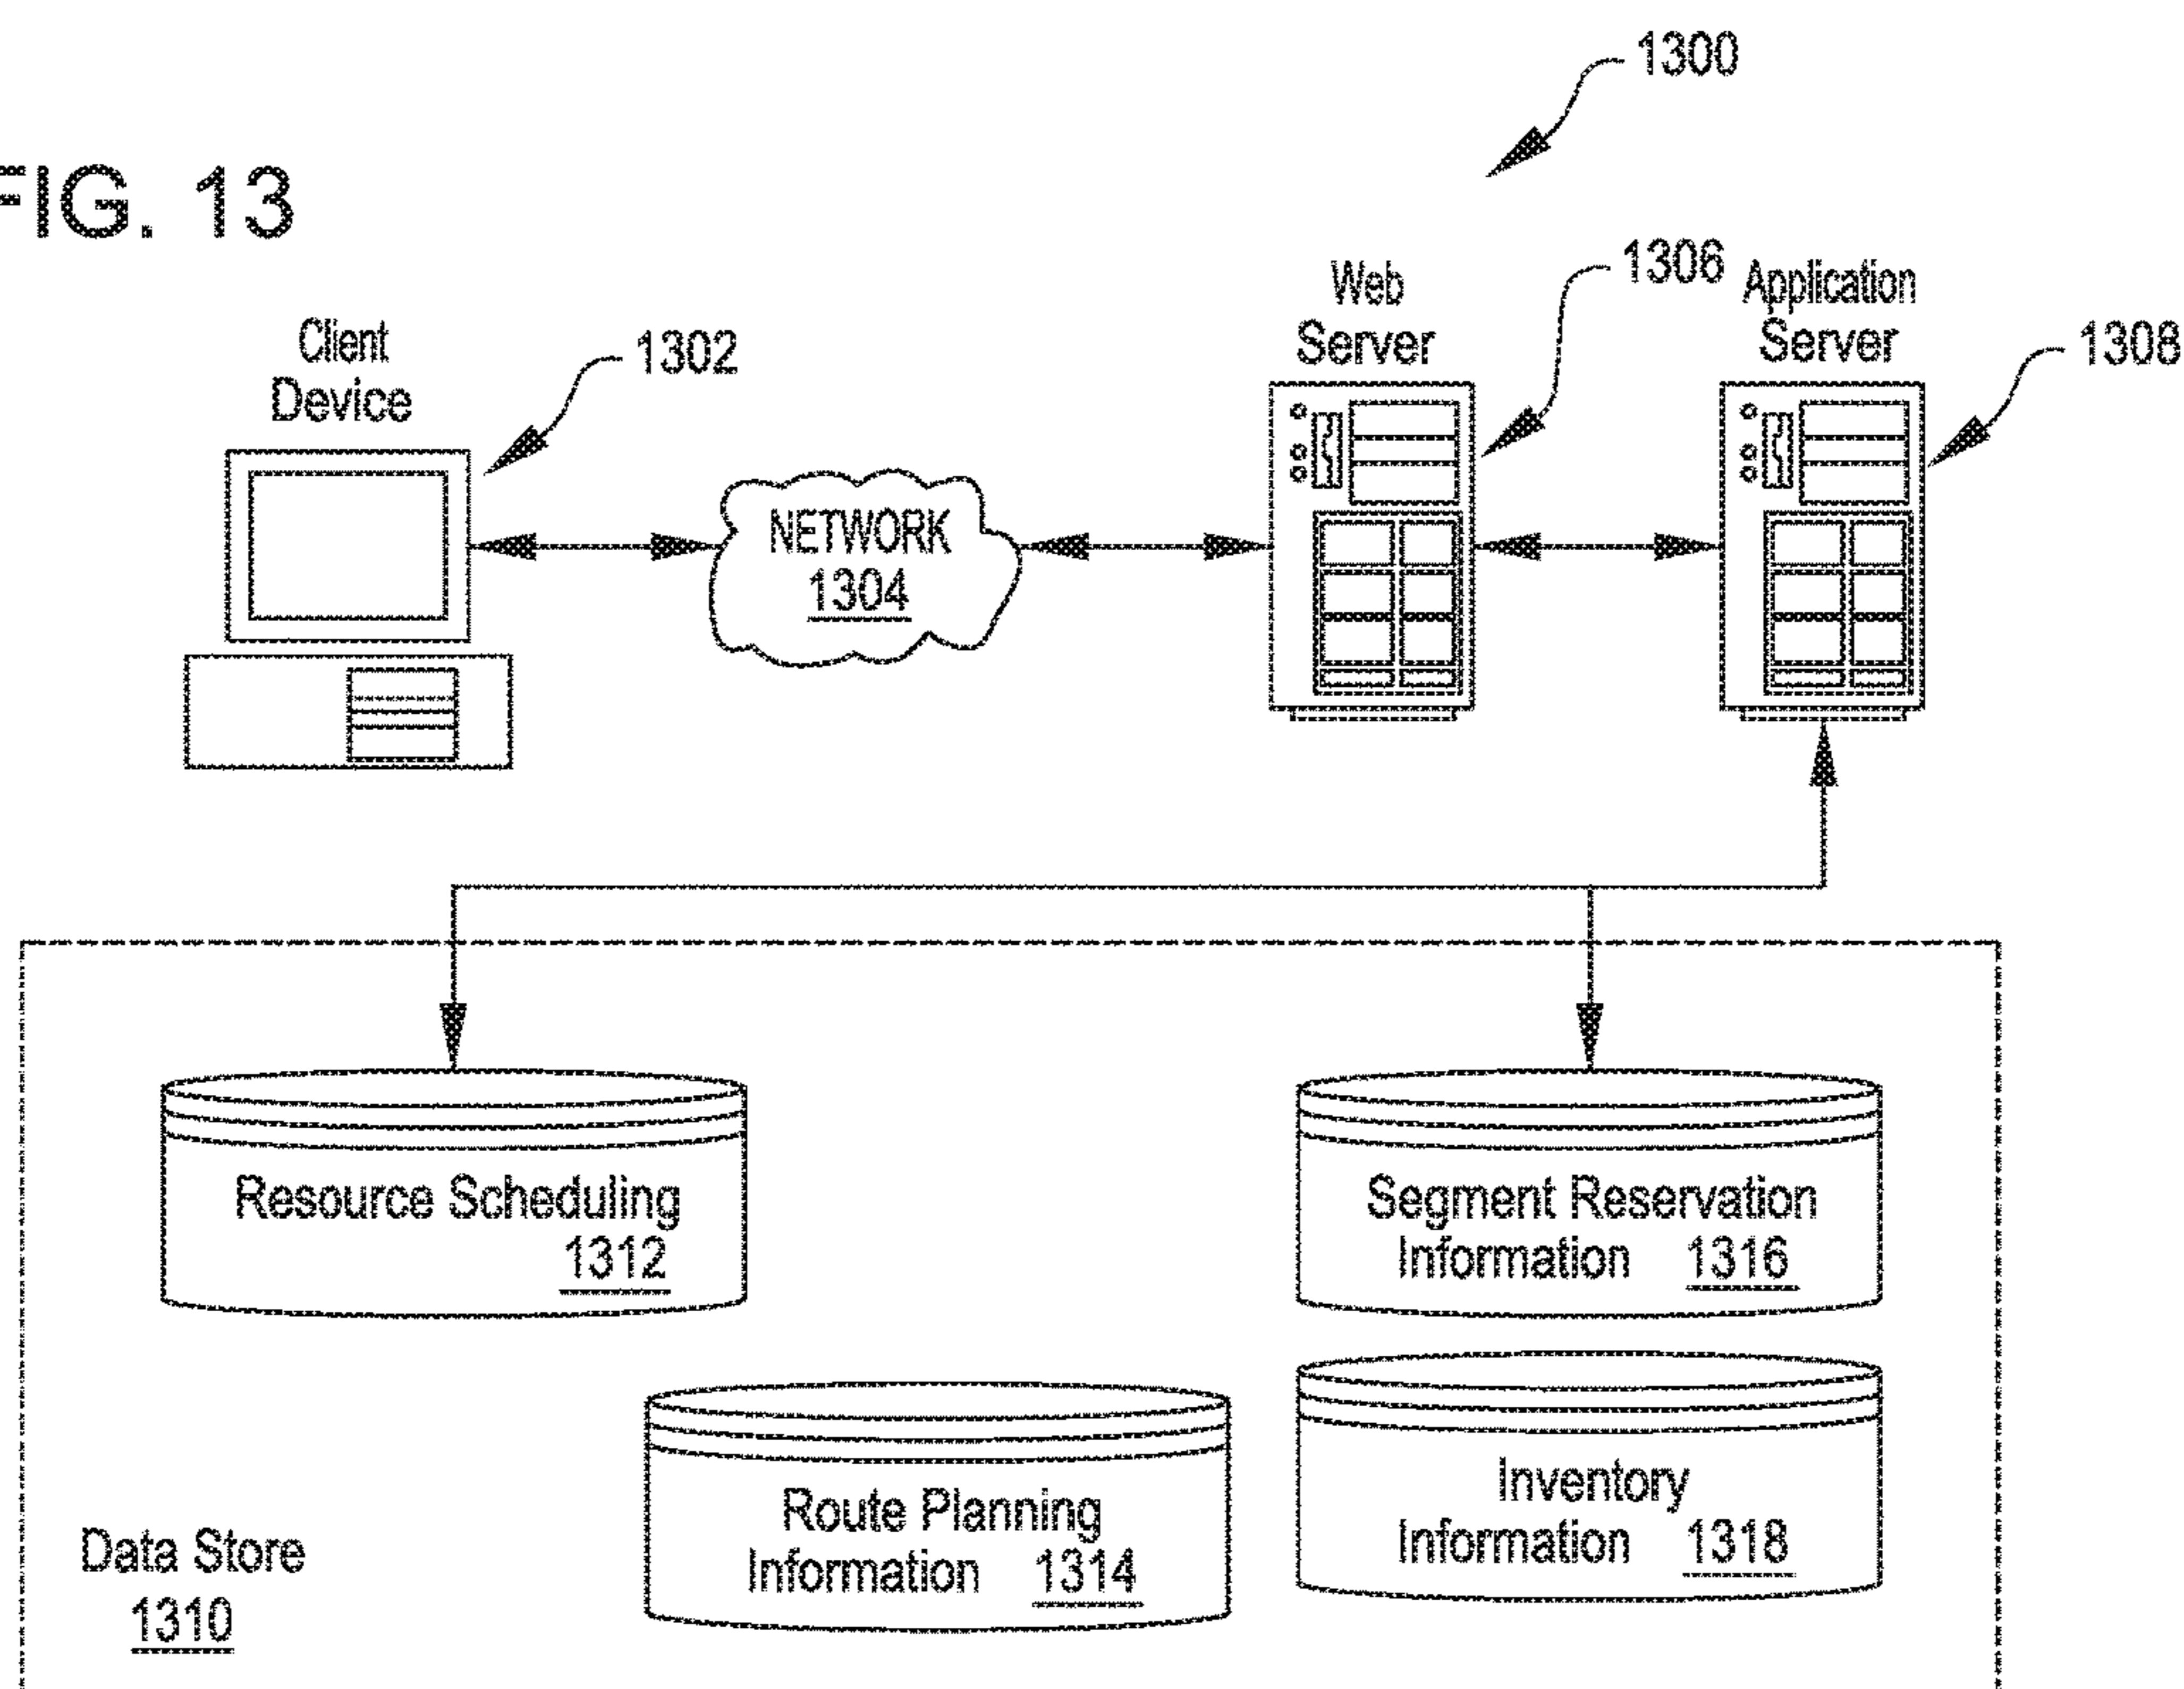 1300
FIG. 13
Client
Device
1302
NETWORK
1304
Web
Server
1306
Application
Server
1308
Resource Scheduling
1312
Segment Reservation
Information 1316
Route Planning
Information 1314
Inventory
Information 1318
Data Store
1310